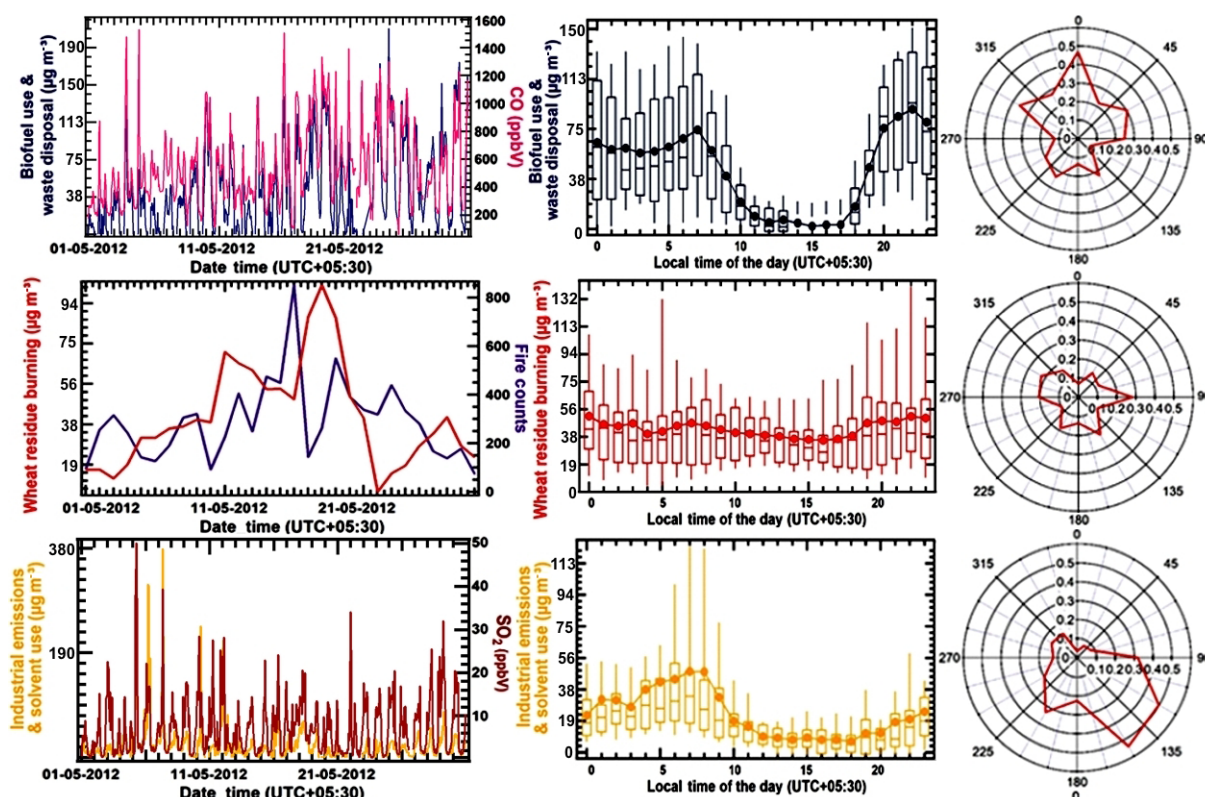 Biofuel use &
waste disposal (µg m⁻³)
190
150
113
75
38
1600
1400
1200
1000
800
600
400
200
CO (ppbV)
01-05-2012 11-05-2012 21-05-2012
Date time (UTC+05:30)
Biofuel use &
waste disposal (µg m⁻³)
150
113
75
38
0
0 5 10 15 20
Local time of the day (UTC+05:30)
0
315 45
0.5
0.4
0.3
0.2
0.1
0
270 0.1 0.2 0.3 0.4 0.5 90
225 135
180
Wheat residue burning (µg m⁻³)
94
75
56
38
19
800
600
400
200
0
Fire counts
01-05-2012 11-05-2012 21-05-2012
Date time (UTC+05:30)
Wheat residue burning (µg m⁻³)
132
113
94
75
56
38
19
0
0 5 10 15 20
Local time of the day (UTC+05:30)
0
315 45
0.5
0.4
0.3
0.2
0.1
0
270 0.1 0.2 0.3 0.4 0.5 90
225 135
180
Industrial emissions
& solvent use (µg m⁻³)
380
190
50
40
30
20
10
SO₂ (ppbV)
01-05-2012 11-05-2012 21-05-2012
Date time (UTC+05:30)
Industrial emissions
& solvent use (µg m⁻³)
113
94
75
56
38
19
0
0 5 10 15 20
Local time of the day (UTC+05:30)
0
315 45
0.5
0.4
0.3
0.2
0.1
0
270 0.1 0.2 0.3 0.4 0.5 90
225 135
180
0